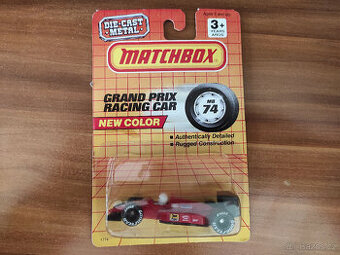 DIE-CAST
METAL
3+
MATCHBOX
GRAND PRIX
RACING CAR
NEW COLOR
MB
74
• Authentically Detailed
• Rugged Construction